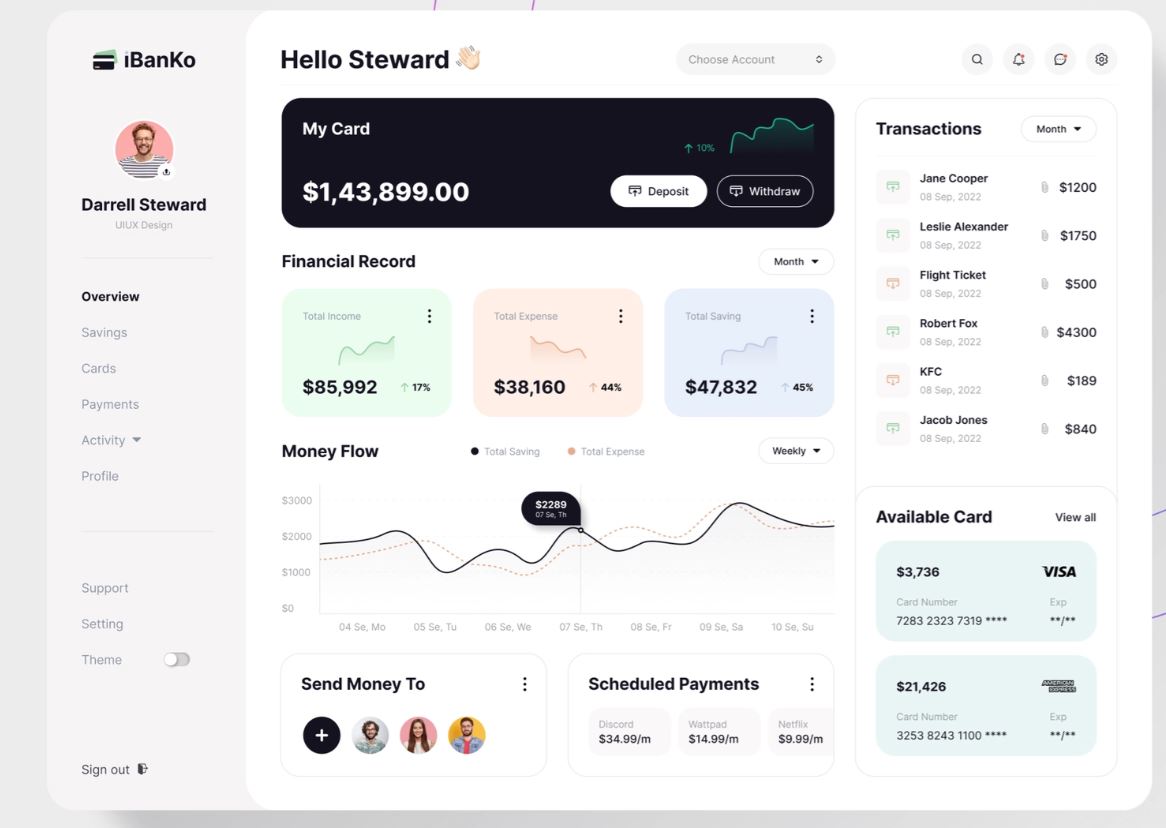 iBanKo
Darrell Steward
UIUX Design
Overview
Savings
Cards
Payments
Activity
Profile
Support
Setting
Theme
Sign out
Hello Steward
Choose Account
My Card
10%
$1,43,899.00
Deposit
Withdraw
Financial Record
Month
Total Income
$85,992
17%
Total Expense
$38,160
44%
Total Saving
$47,832
45%
Money Flow
Total Saving
Total Expense
Weekly
$3000
$2000
$1000
$0
$2289
07 Se, Th
04 Se, Mo
05 Se, Tu
06 Se, We
07 Se, Th
08 Se, Fr
09 Se, Sa
10 Se, Su
Send Money To
Scheduled Payments
Discord
$34.99/m
Wattpad
$14.99/m
Netflix
$9.99/m
Transactions
Month
Jane Cooper
08 Sep, 2022
$1200
Leslie Alexander
08 Sep, 2022
$1750
Flight Ticket
08 Sep, 2022
$500
Robert Fox
08 Sep, 2022
$4300
KFC
08 Sep, 2022
$189
Jacob Jones
08 Sep, 2022
$840
Available Card
View all
$3,736
VISA
Card Number
Exp
7283 2323 7319 ****
**/**
$21,426
AMERICAN
EXPRESS
Card Number
Exp
3253 8243 1100 ****
**/**